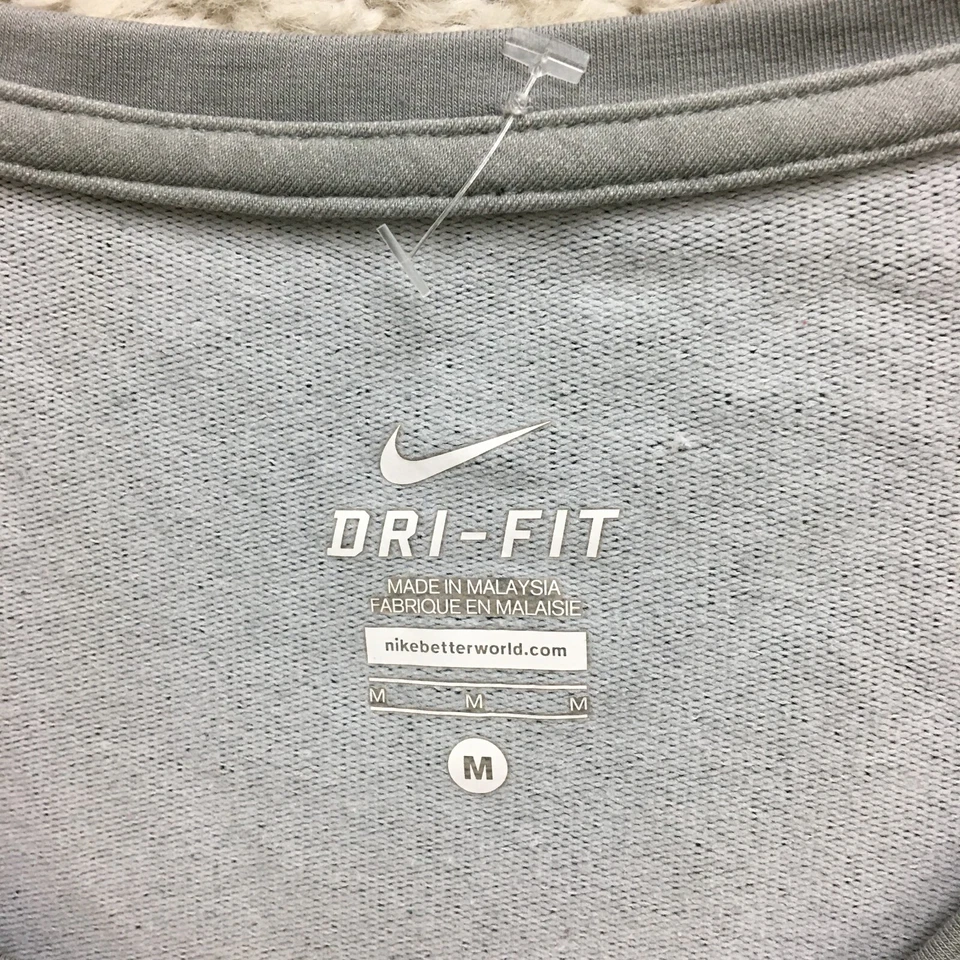 DRI-FIT
MADE IN MALAYSIA
FABRIQUE EN MALAISIE
nikebetterworld.com
M M M
M